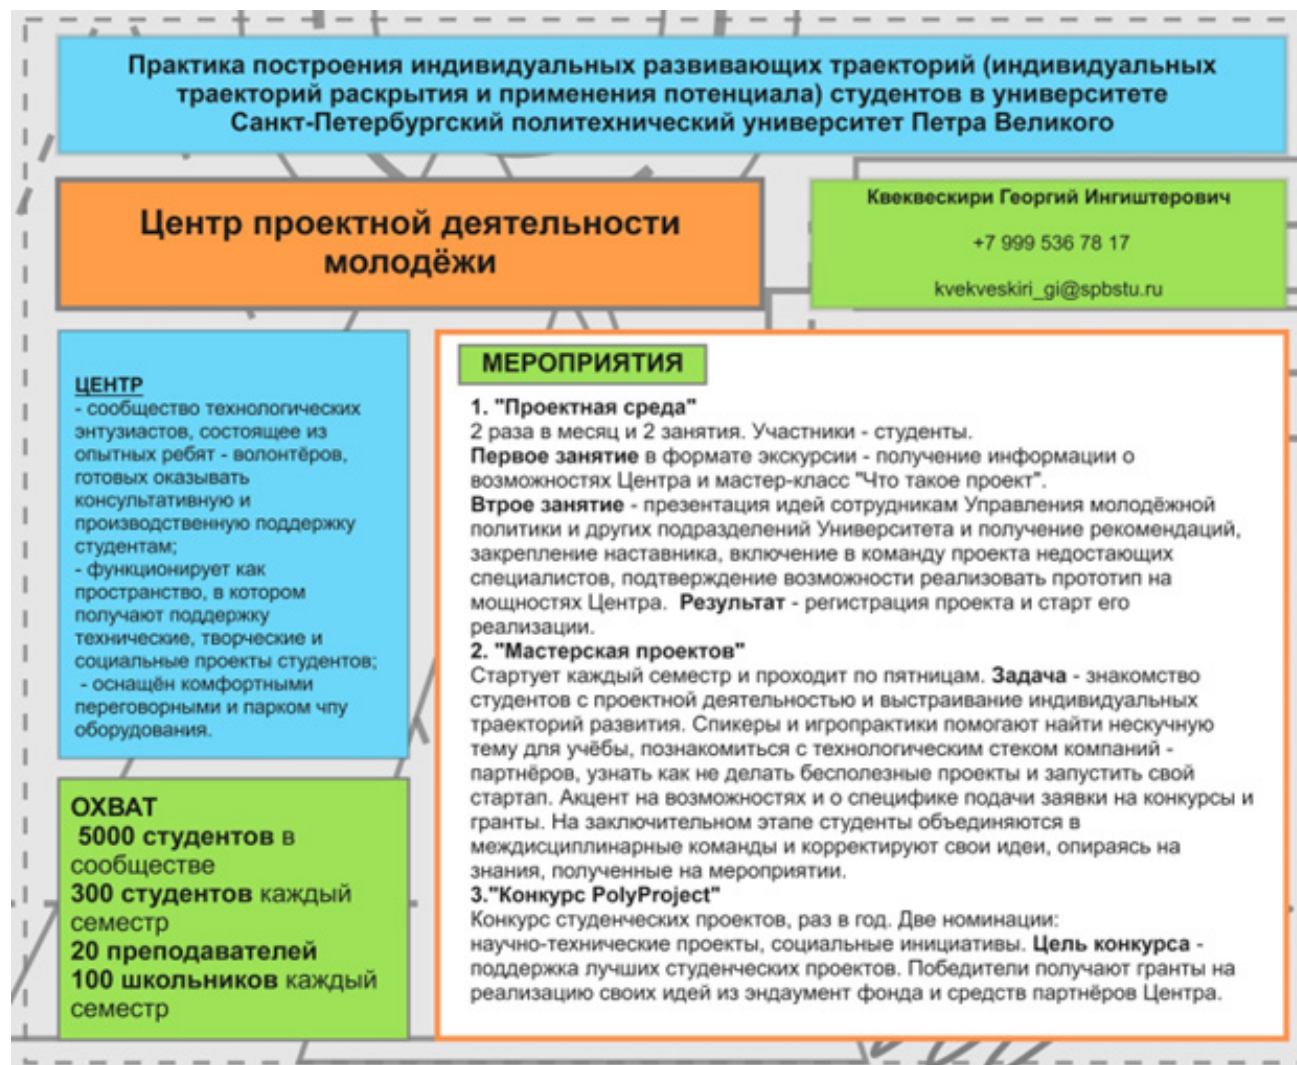 Практика построения индивидуальных развивающих траекторий (индивидуальных
траекторий раскрытия и применения потенциала) студентов в университете
Санкт-Петербургский политехнический университет Петра Великого
Центр проектной деятельности
молодёжи
Квеквескири Георгий Ингиштерович
+7 999 536 78 17
kvekveskiri_gi@spbstu.ru
ЦЕНТР
- сообщество технологических
энтузиастов, состоящее из
опытных ребят - волонтёров,
готовых оказывать
консультативную и
производственную поддержку
студентам;
- функционирует как
пространство, в котором
получают поддержку
технические, творческие и
социальные проекты студентов;
- оснащён комфортными
переговорными и парком чпу
оборудования.
ОХВАТ
5000 студентов в
сообществе
300 студентов каждый
семестр
20 преподавателей
100 школьников каждый
семестр
МЕРОПРИЯТИЯ
1. "Проектная среда"
2 раза в месяц и 2 занятия. Участники - студенты.
Первое занятие в формате экскурсии - получение информации о
возможностях Центра и мастер-класс "Что такое проект".
Втрое занятие - презентация идей сотрудникам Управления молодёжной
политики и других подразделений Университета и получение рекомендаций,
закрепление наставника, включение в команду проекта недостающих
специалистов, подтверждение возможности реализовать прототип на
мощностях Центра. Результат - регистрация проекта и старт его
реализации.
2. "Мастерская проектов"
Стартует каждый семестр и проходит по пятницам. Задача - знакомство
студентов с проектной деятельностью и выстраивание индивидуальных
траекторий развития. Спикеры и игропрактики помогают найти нескучную
тему для учёбы, познакомиться с технологическим стеком компаний -
партнёров, узнать как не делать бесполезные проекты и запустить свой
стартап. Акцент на возможностях и о специфике подачи заявки на конкурсы и
гранты. На заключительном этапе студенты объединяются в
междисциплинарные команды и корректируют свои идеи, опираясь на
знания, полученные на мероприятии.
3."Конкурс PolyProject"
Конкурс студенческих проектов, раз в год. Две номинации:
научно-технические проекты, социальные инициативы. Цель конкурса -
поддержка лучших студенческих проектов. Победители получают гранты на
реализацию своих идей из эндаумент фонда и средств партнёров Центра.